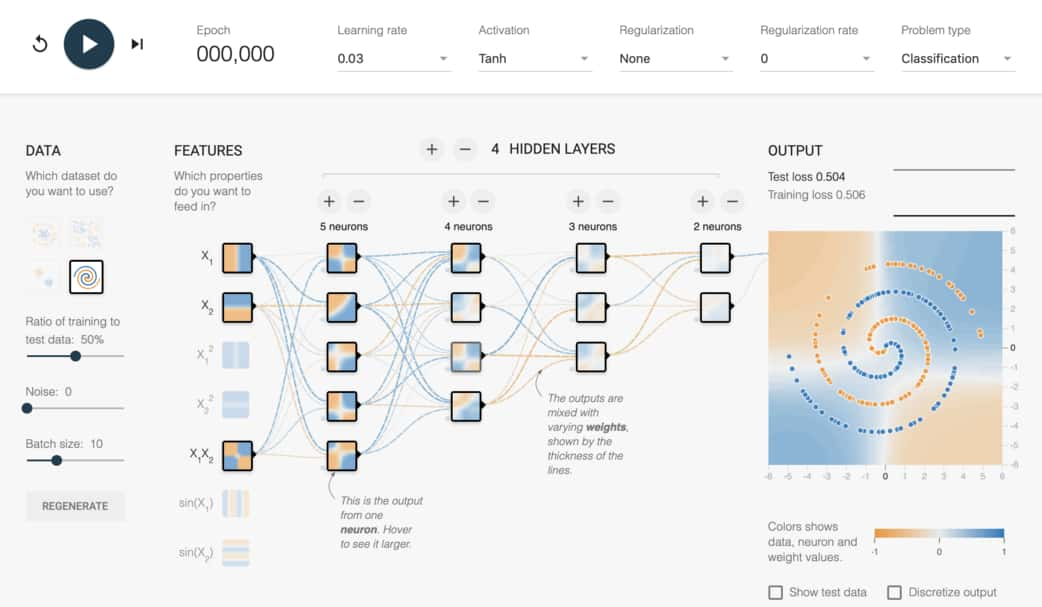 Epoch
000,000
Learning rate
0.03
Activation
Tanh
Regularization
None
Regularization rate
0
Problem type
Classification
DATA
Which dataset do
you want to use?
Ratio of training to
test data: 50%
Noise: 0
Batch size: 10
REGENERATE
FEATURES
Which properties
do you want to
feed in?
X1
X2
X1²
X2²
X1X2
sin(X1)
sin(X2)
+ − 4 HIDDEN LAYERS
+ − + − + − + −
5 neurons 4 neurons 3 neurons 2 neurons
This is the output
from one
neuron. Hover
to see it larger.
The outputs are
mixed with
varying weights,
shown by the
thickness of the
lines.
OUTPUT
Test loss 0.504
Training loss 0.506
6
5
4
3
2
1
0
-1
-2
-3
-4
-5
-6
-6 -5 -4 -3 -2 -1 0 1 2 3 4 5 6
Colors shows
data, neuron and
weight values.
-1 0 1
Show test data Discretize output